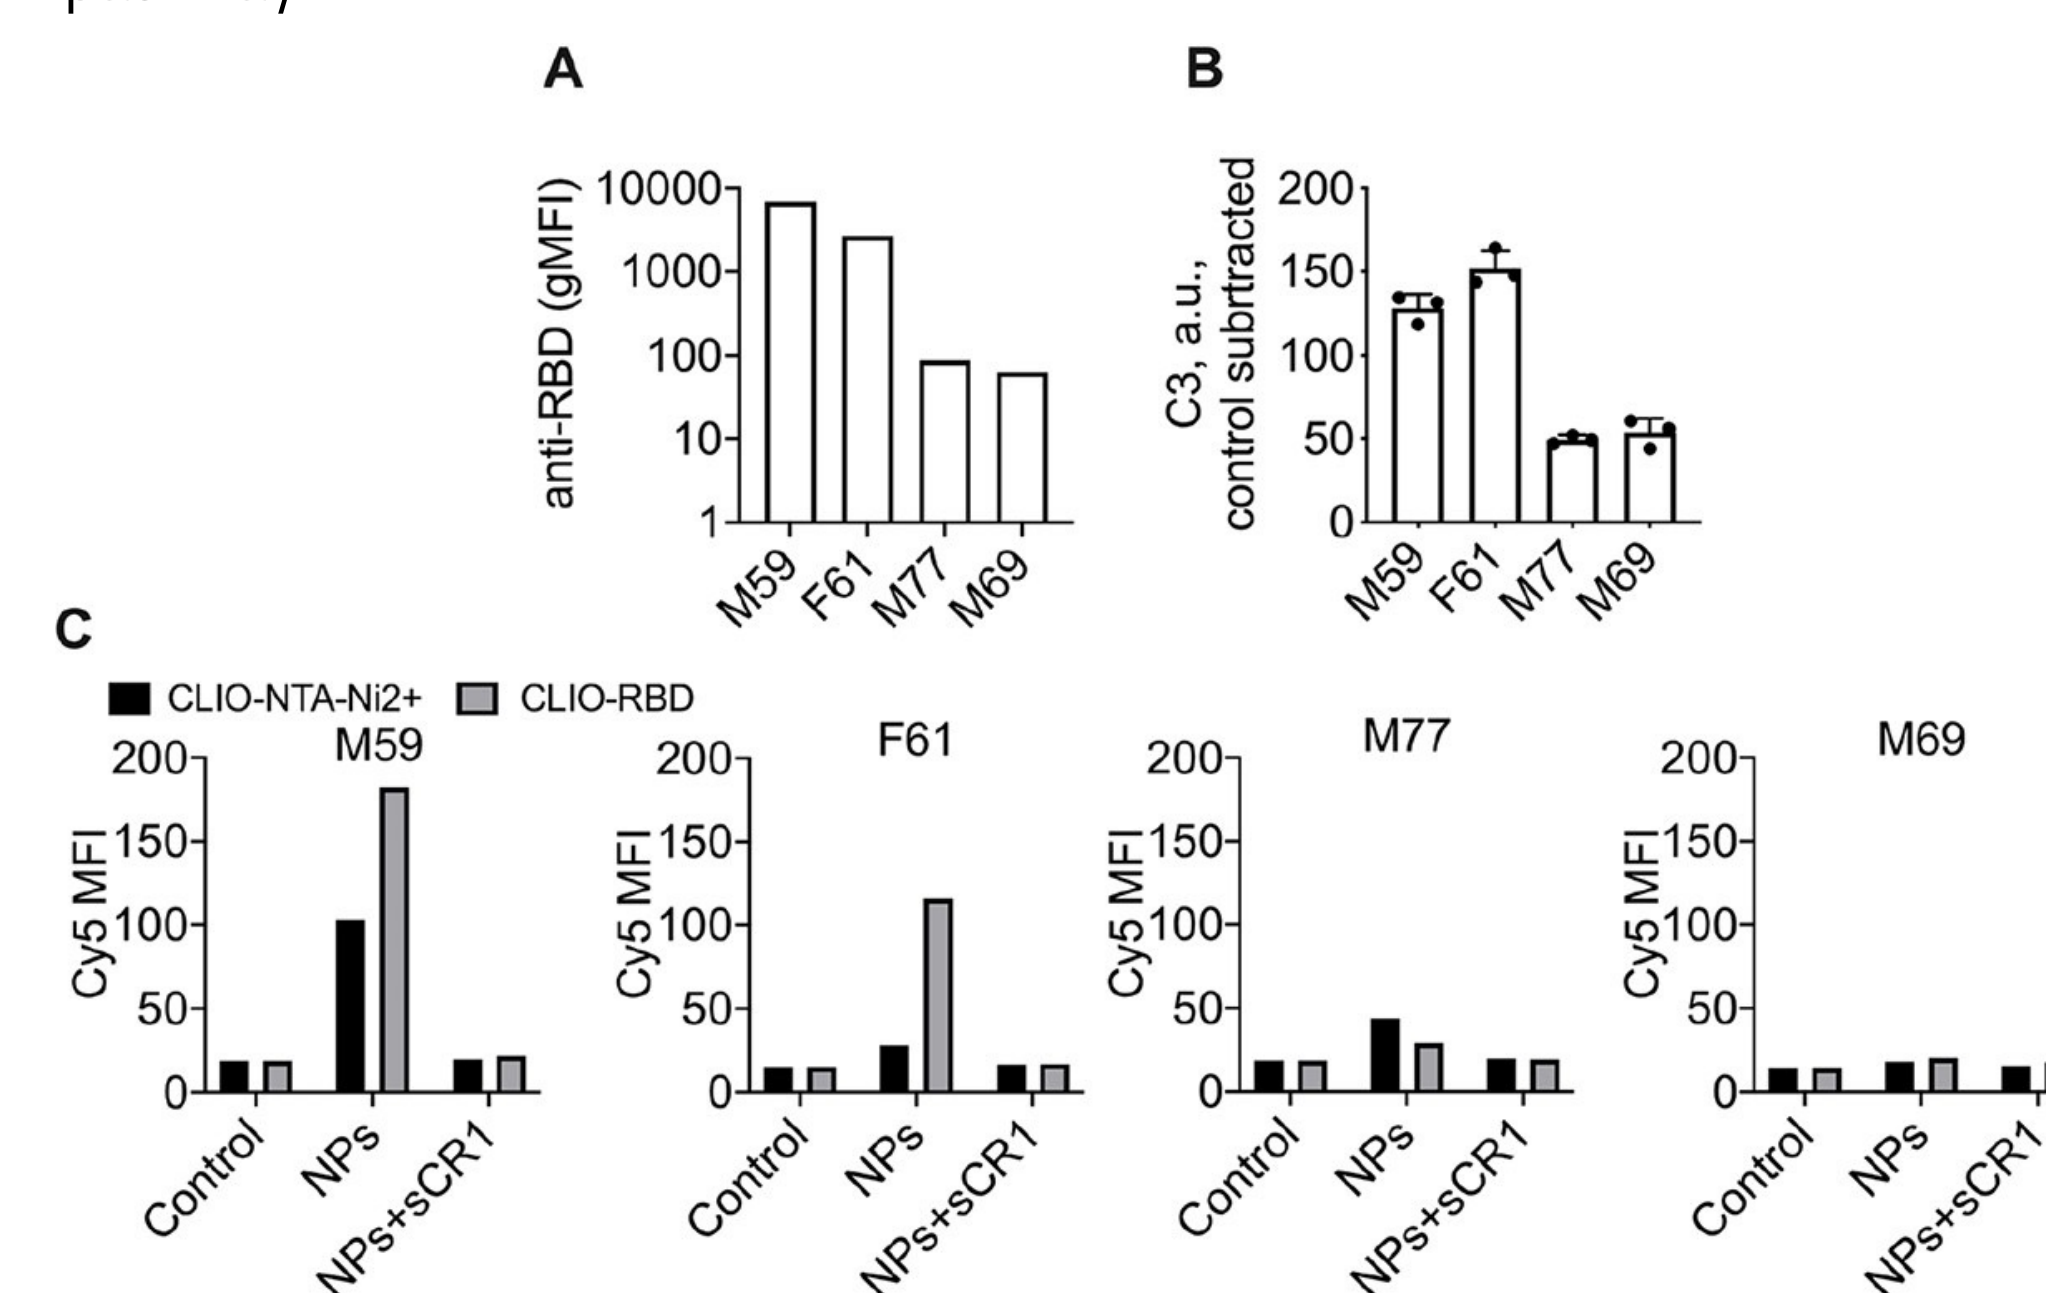 A
B
anti-RBD (gMFI)
10000
1000
100
10
1
M59
F61
M77
M69
C3, a.u.,
control subrtracted
200
150
100
50
0
M59
F61
M77
M69
C
CLIO-NTA-Ni2+
CLIO-RBD
M59
Cy5 MFI
200
150
100
50
0
Control
NPs
NPs+sCR1
F61
Cy5 MFI
200
150
100
50
0
Control
NPs
NPs+sCR1
M77
Cy5 MFI
200
150
100
50
0
Control
NPs
NPs+sCR1
M69
Cy5 MFI
200
150
100
50
0
Control
NPs
NPs+sCR1